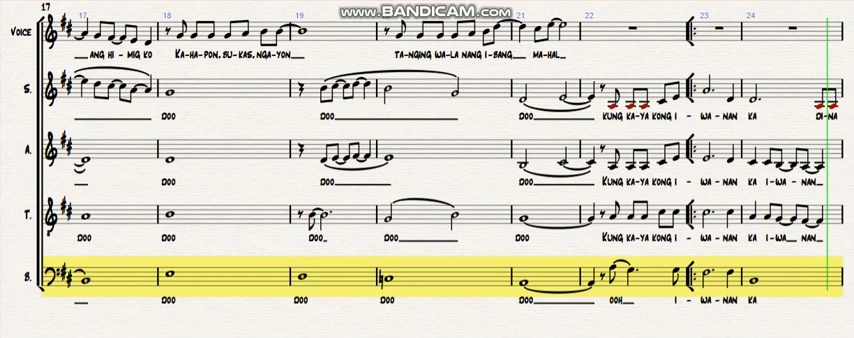 17 WWW.BANDICAM.COM
17 18 19 21 22 23 24
VOICE
ANG HI - MIG KO KA-HA-PON, BU-KAS, NGA-YON TA-NGING WA-LA NANG I-BANG MA-HAL
S.
DOO DOO DOO KUNG KA-YA KONG I - WA - NAN KA DI-NA
A.
DOO DOO DOO KUNG KA-YA KONG I - WA - NAN KA I-WA - NAN
T.
DOO DOO DOO DOO DOO KUNG KA-YA KONG I - WA - NAN KA I-WA NAN
B.
DOO DOO DOO DOO OOH I - WA - NAN KA